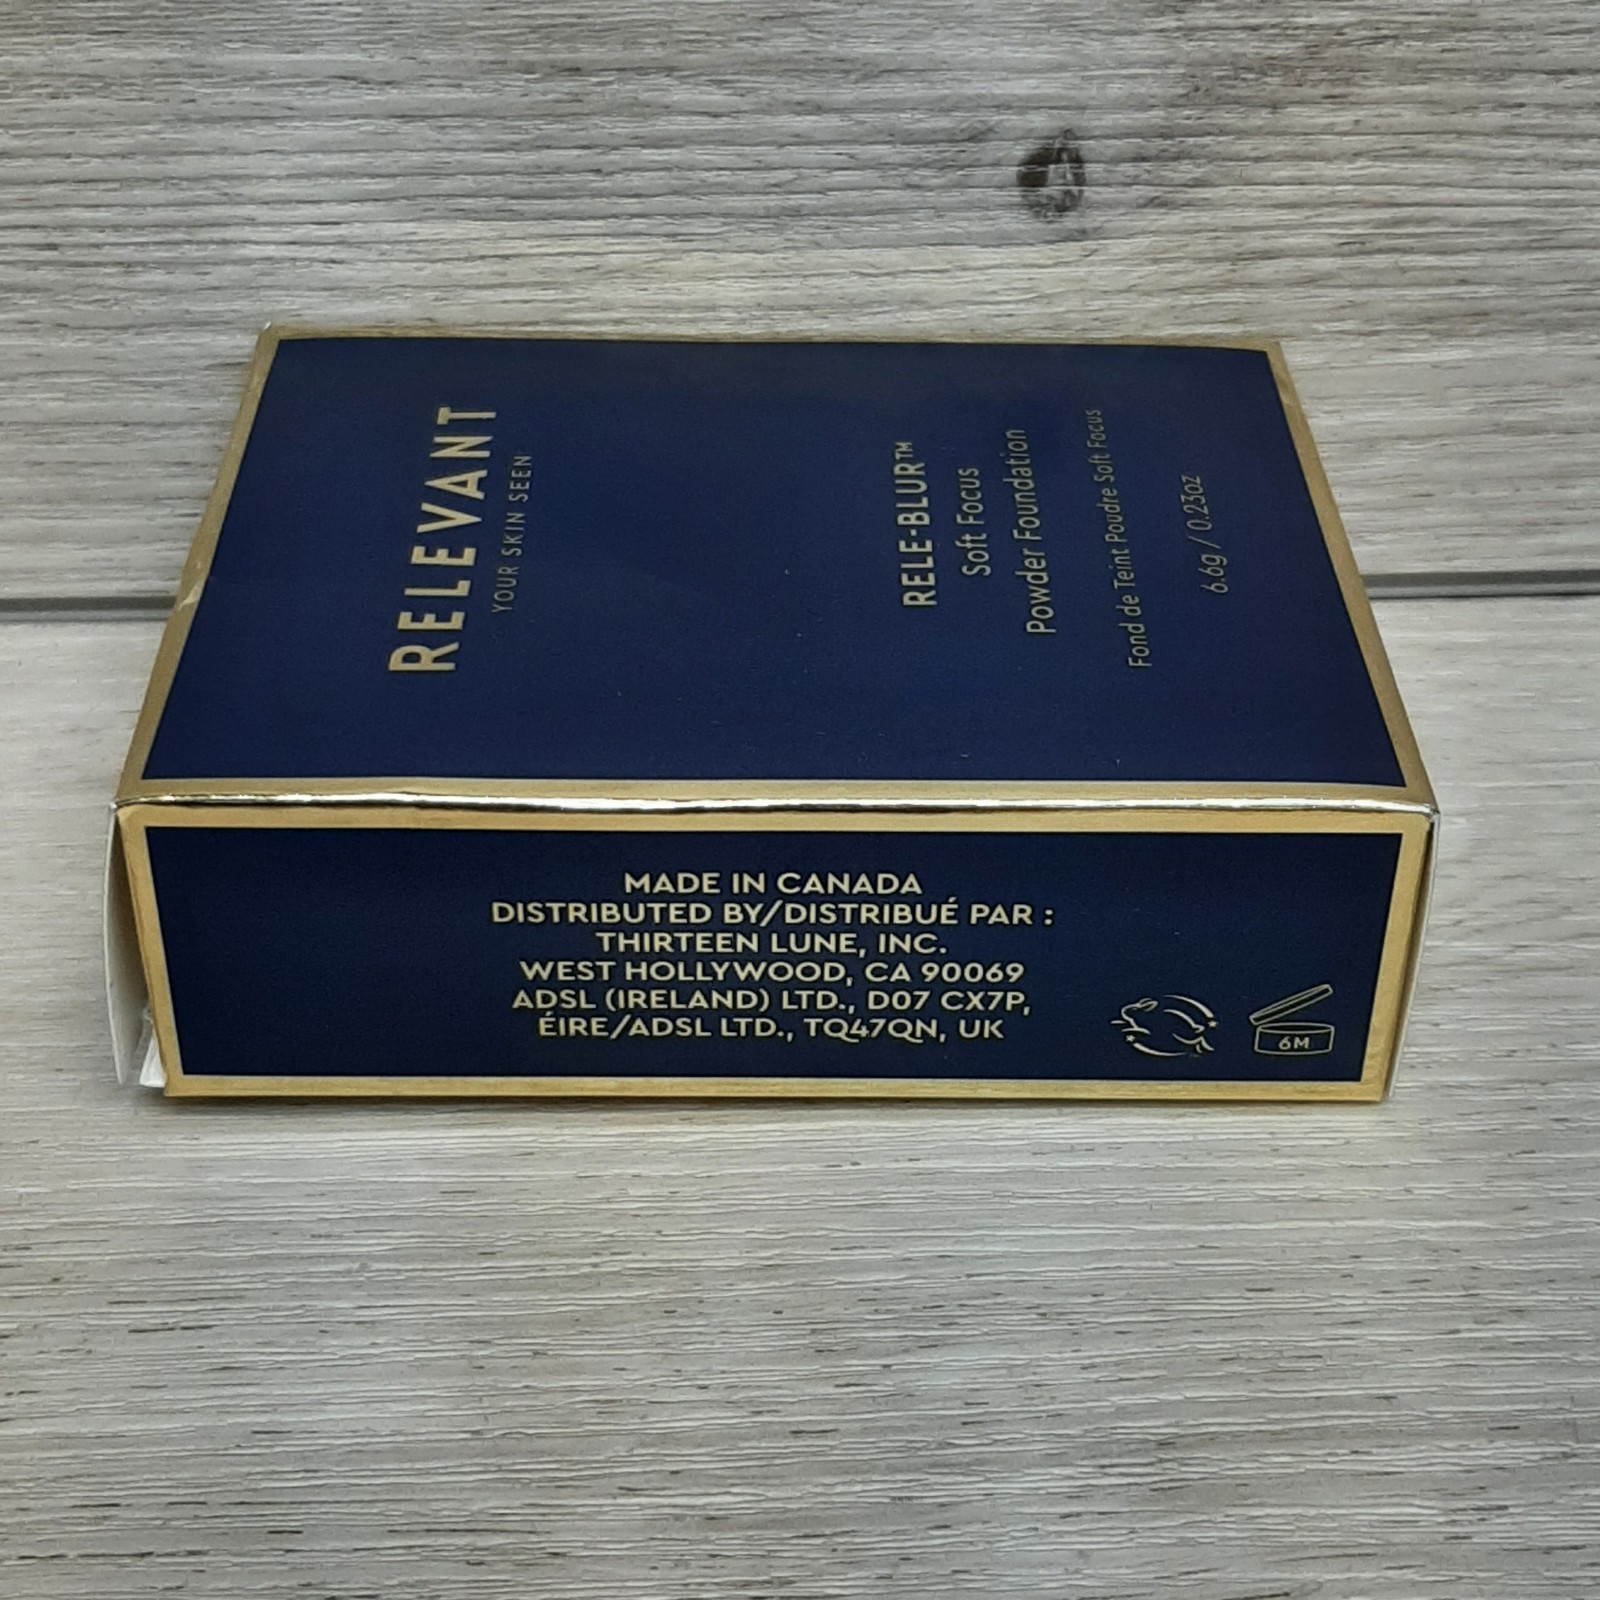 RELEVANT
YOUR SKIN SEEN
RELE-BLUR™
Soft Focus
Powder Foundation
Fond de Teint Poudre Soft Focus
6.6g / 0.23oz
MADE IN CANADA
DISTRIBUTED BY/DISTRIBUÉ PAR :
THIRTEEN LUNE, INC.
WEST HOLLYWOOD, CA 90069
ADSL (IRELAND) LTD., D07 CX7P,
ÉIRE/ADSL LTD., TQ47QN, UK
6M